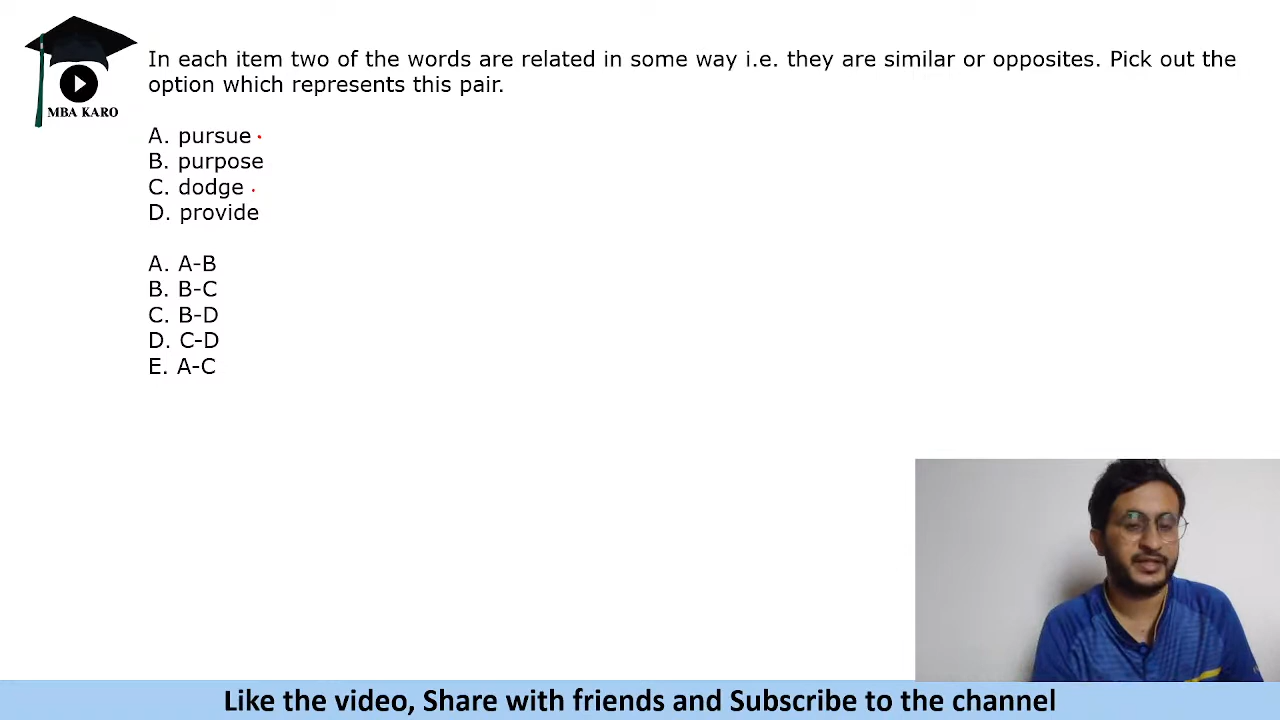 MBA KARO
In each item two of the words are related in some way i.e. they are similar or opposites. Pick out the
option which represents this pair.
A. pursue
B. purpose
C. dodge
D. provide
A. A-B
B. B-C
C. B-D
D. C-D
E. A-C
Like the video, Share with friends and Subscribe to the channel